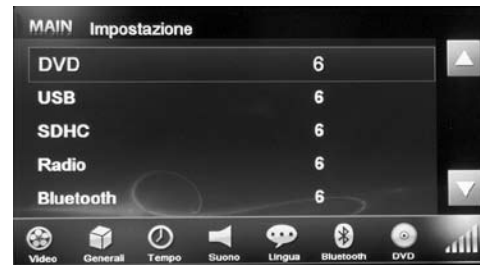 MAIN Impostazione
DVD 6
USB 6
SDHC 6
Radio 6
Bluetooth 6
Video Generali Tempo Suono Lingua Bluetooth DVD